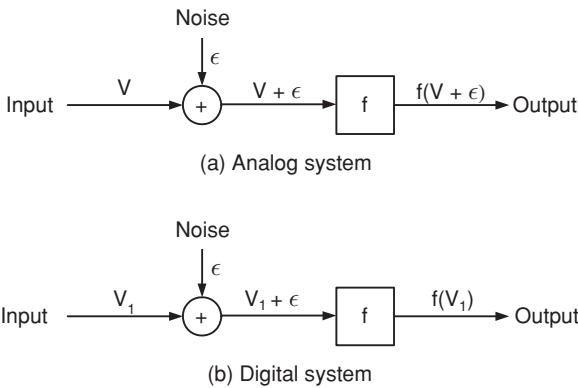 Noise
ϵ
Input V + V + ϵ f f(V + ϵ) Output
(a) Analog system
Noise
ϵ
Input V₁ + V₁ + ϵ f f(V₁) Output
(b) Digital system